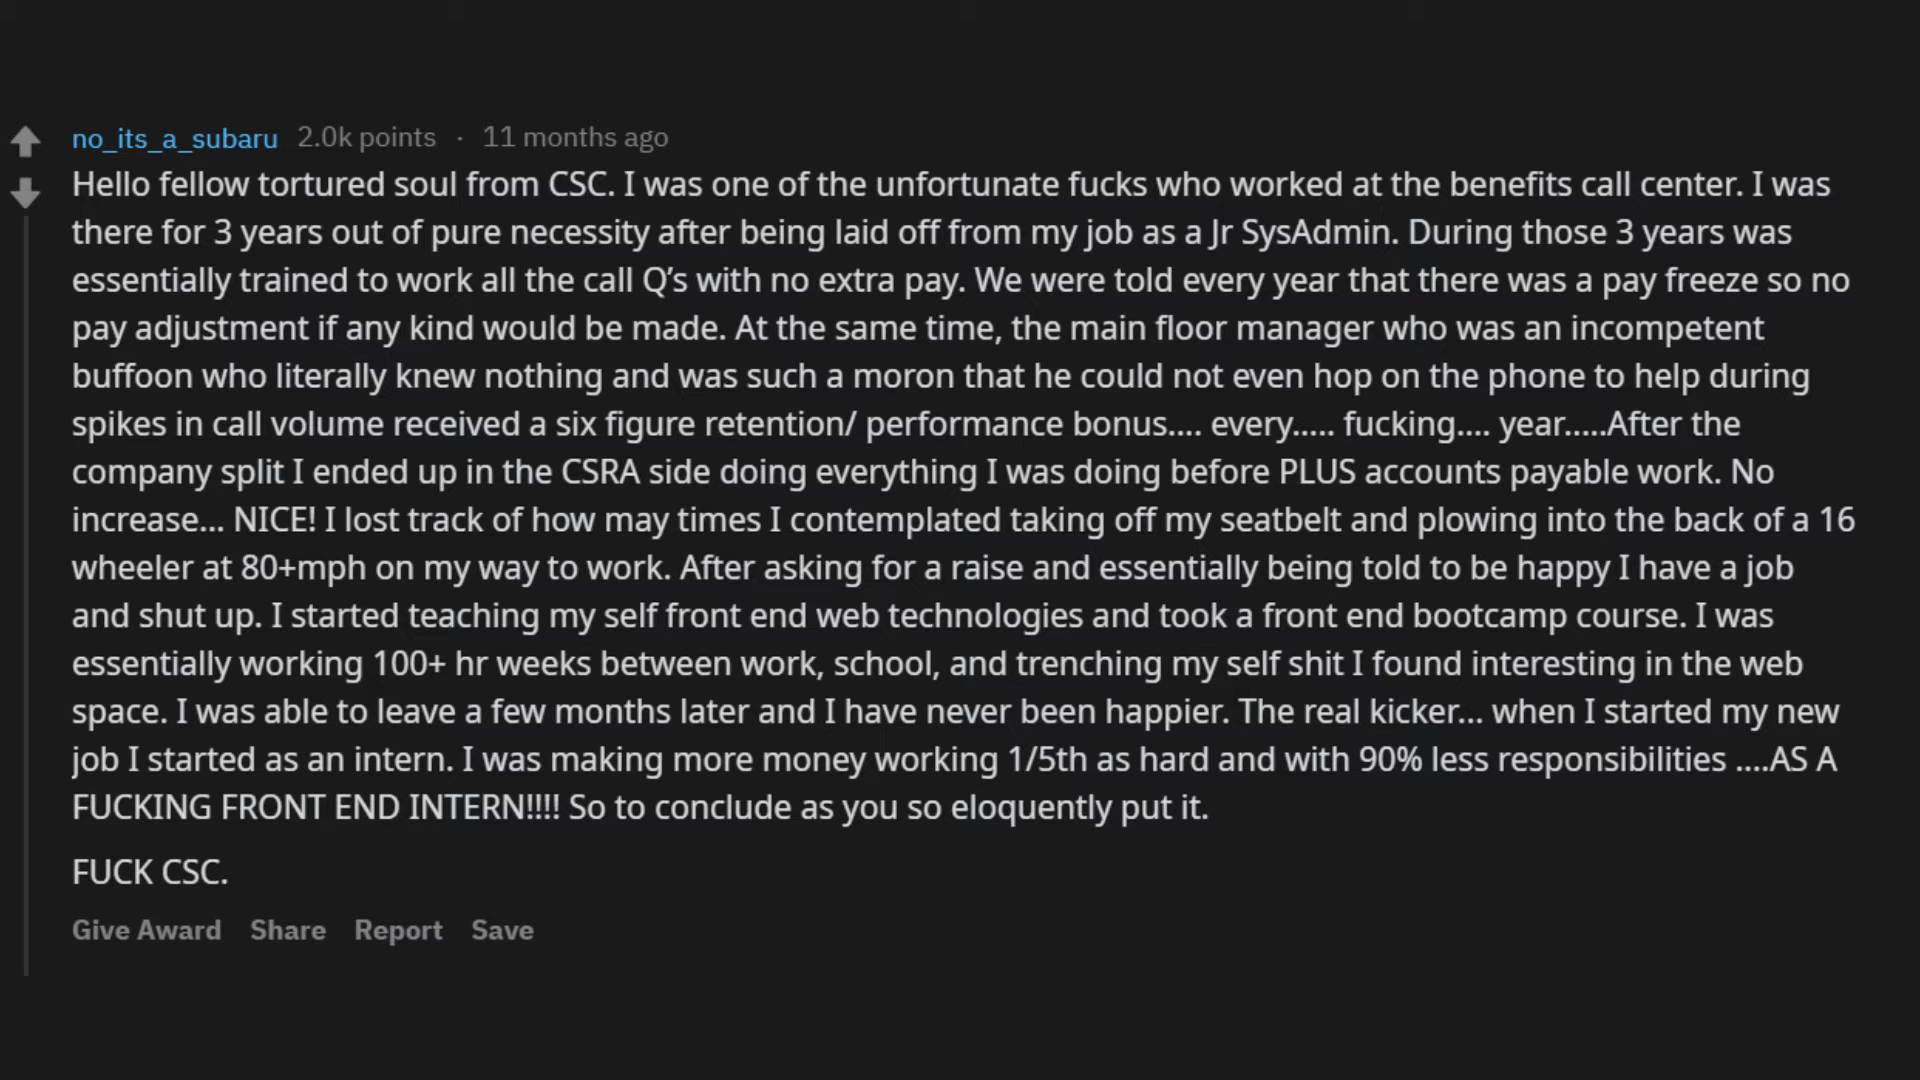 no_its_a_subaru 2.0k points · 11 months ago
Hello fellow tortured soul from CSC. I was one of the unfortunate fucks who worked at the benefits call center. I was
there for 3 years out of pure necessity after being laid off from my job as a Jr SysAdmin. During those 3 years was
essentially trained to work all the call Q’s with no extra pay. We were told every year that there was a pay freeze so no
pay adjustment if any kind would be made. At the same time, the main floor manager who was an incompetent
buffoon who literally knew nothing and was such a moron that he could not even hop on the phone to help during
spikes in call volume received a six figure retention/ performance bonus.... every..... fucking.... year.....After the
company split I ended up in the CSRA side doing everything I was doing before PLUS accounts payable work. No
increase... NICE! I lost track of how may times I contemplated taking off my seatbelt and plowing into the back of a 16
wheeler at 80+mph on my way to work. After asking for a raise and essentially being told to be happy I have a job
and shut up. I started teaching my self front end web technologies and took a front end bootcamp course. I was
essentially working 100+ hr weeks between work, school, and trenching my self shit I found interesting in the web
space. I was able to leave a few months later and I have never been happier. The real kicker... when I started my new
job I started as an intern. I was making more money working 1/5th as hard and with 90% less responsibilities ....AS A
FUCKING FRONT END INTERN!!!! So to conclude as you so eloquently put it.
FUCK CSC.
Give Award Share Report Save